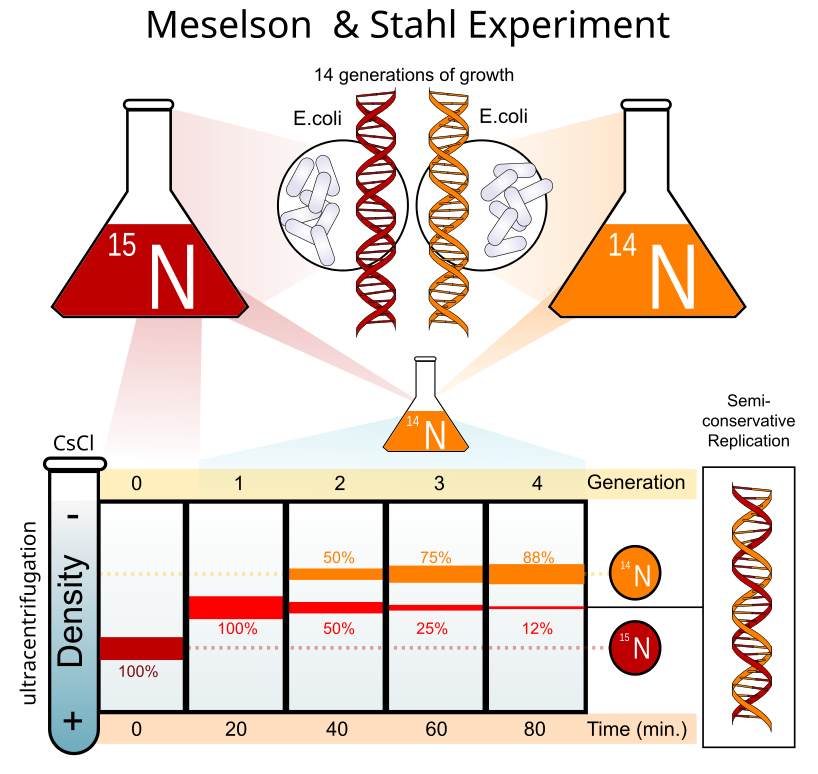 Meselson & Stahl Experiment
14 generations of growth
E.coli
E.coli
15
N
14
N
14
N
Semi-
conservative
Replication
CsCl
0 1 2 3 4 Generation
ultracentrifugation
- Density +
50% 75% 88%
14
N
100% 50% 25% 12%
15
N
100%
0 20 40 60 80 Time (min.)